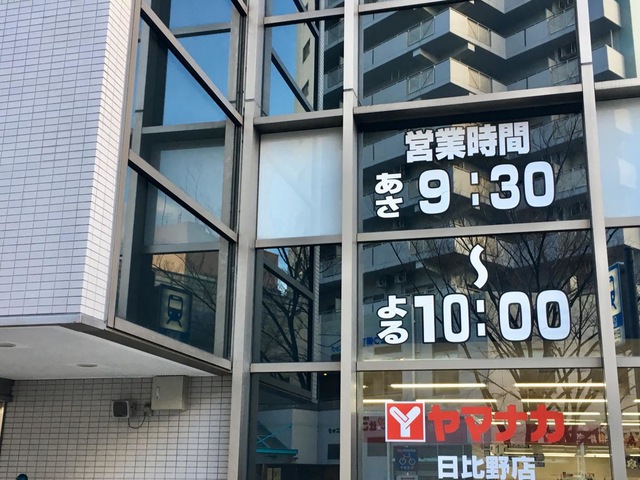 営業時間
あさ 9:30
〜
よる 10:00
ヤマナカ
日比野店